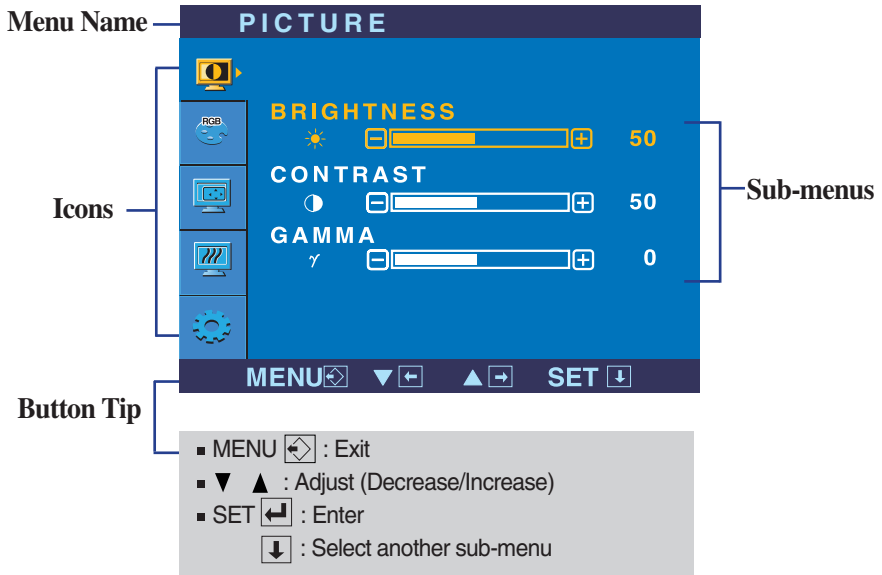 Menu Name
PICTURE
RGB
BRIGHTNESS
50
CONTRAST
50
GAMMA
γ 0
Icons
Sub-menus
MENU SET
Button Tip
MENU : Exit
: Adjust (Decrease/Increase)
SET : Enter
: Select another sub-menu